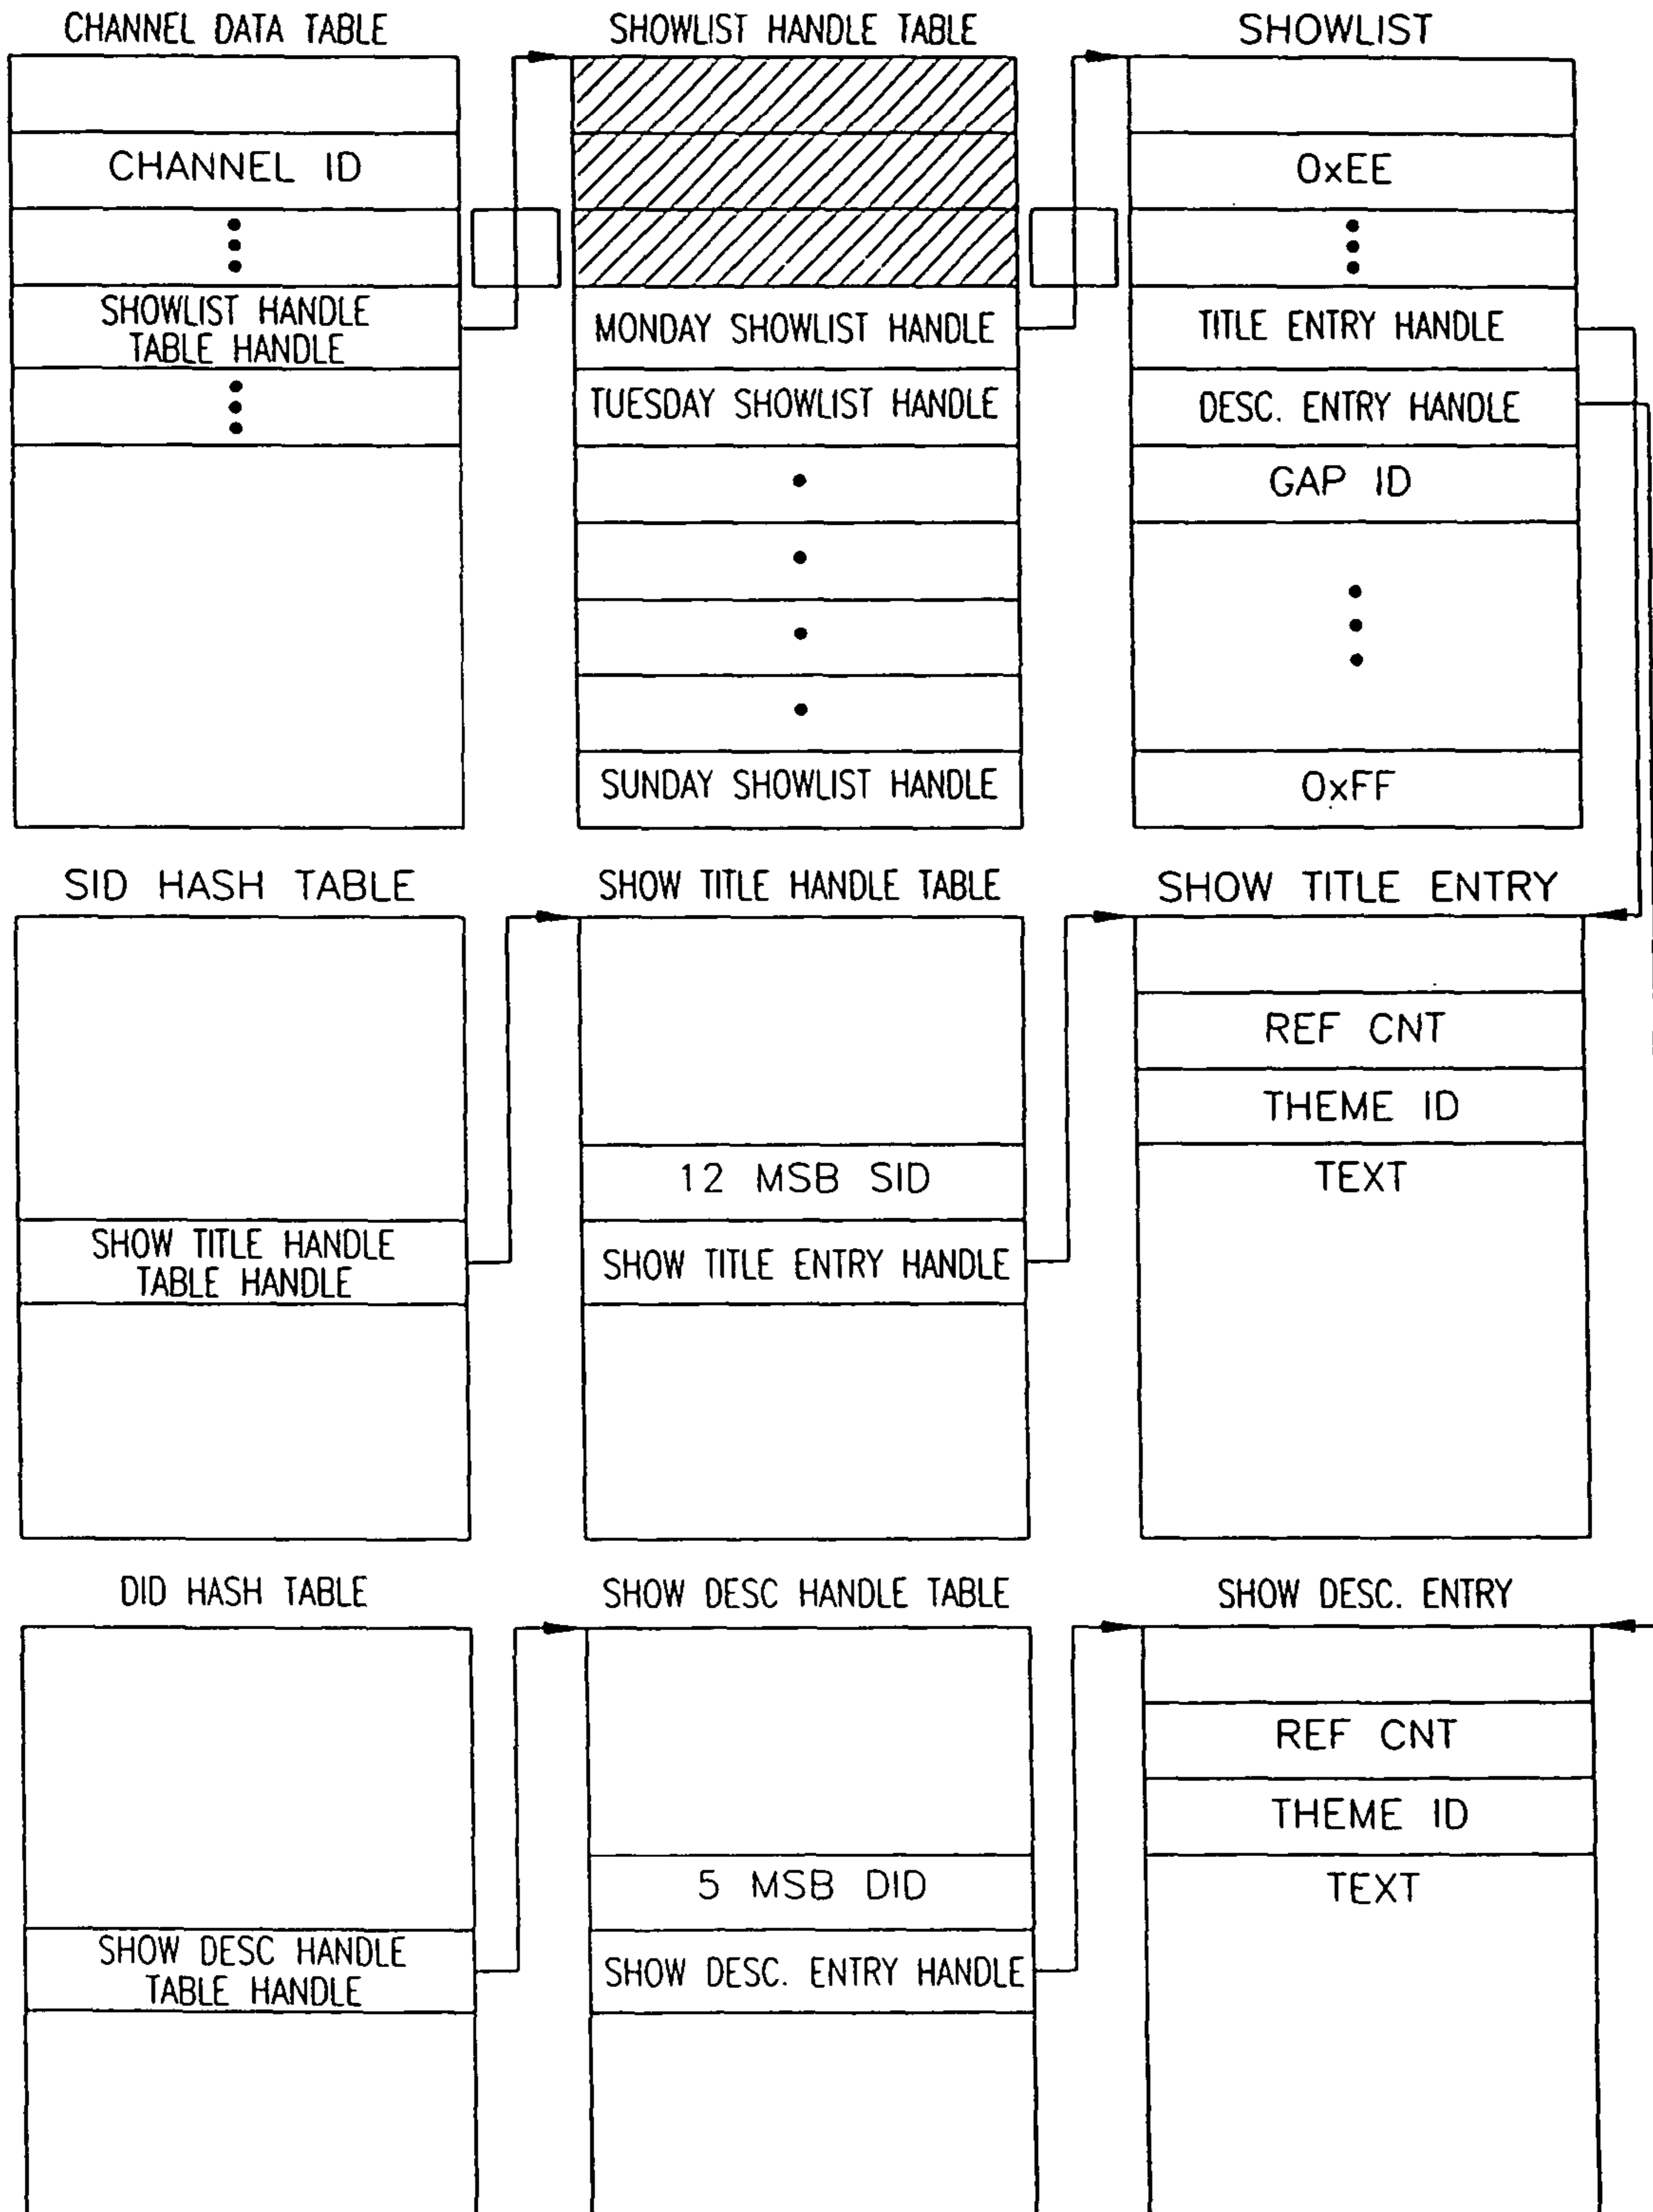 CHANNEL DATA TABLE
CHANNEL ID
SHOWLIST HANDLE
TABLE HANDLE
SHOWLIST HANDLE TABLE
MONDAY SHOWLIST HANDLE
TUESDAY SHOWLIST HANDLE
SUNDAY SHOWLIST HANDLE
SHOWLIST
0xEE
TITLE ENTRY HANDLE
DESC. ENTRY HANDLE
GAP ID
0xFF
SID HASH TABLE
SHOW TITLE HANDLE
TABLE HANDLE
SHOW TITLE HANDLE TABLE
12 MSB SID
SHOW TITLE ENTRY HANDLE
SHOW TITLE ENTRY
REF CNT
THEME ID
TEXT
DID HASH TABLE
SHOW DESC HANDLE
TABLE HANDLE
SHOW DESC HANDLE TABLE
5 MSB DID
SHOW DESC. ENTRY HANDLE
SHOW DESC. ENTRY
REF CNT
THEME ID
TEXT